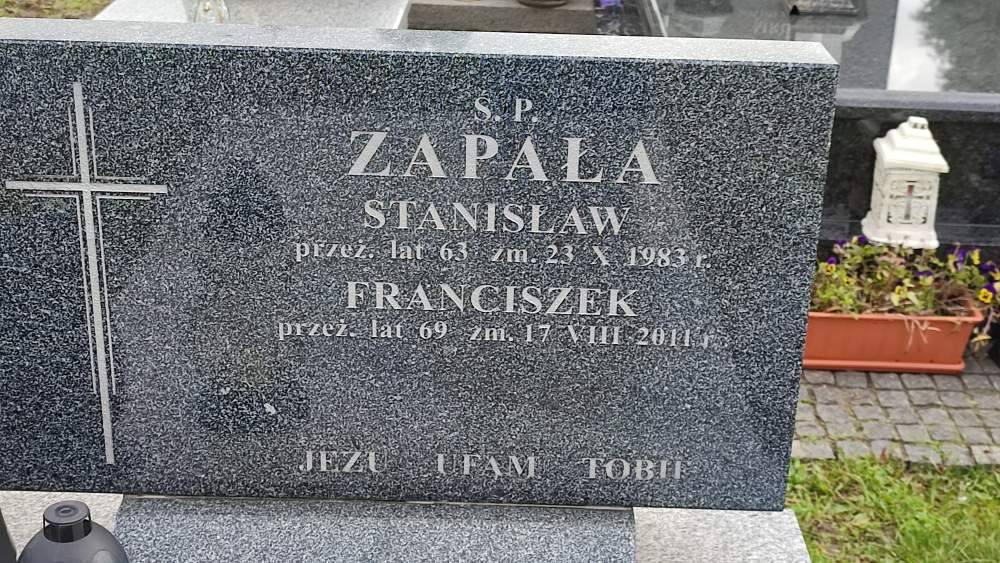 Ś. P.
ZAPAŁA
STANISŁAW
przeż. lat 63 zm. 23 X 1983 r.
FRANCISZEK
przeż. lat 69 zm. 17 VIII 2011 r.
JEZU UFAM TOBIE